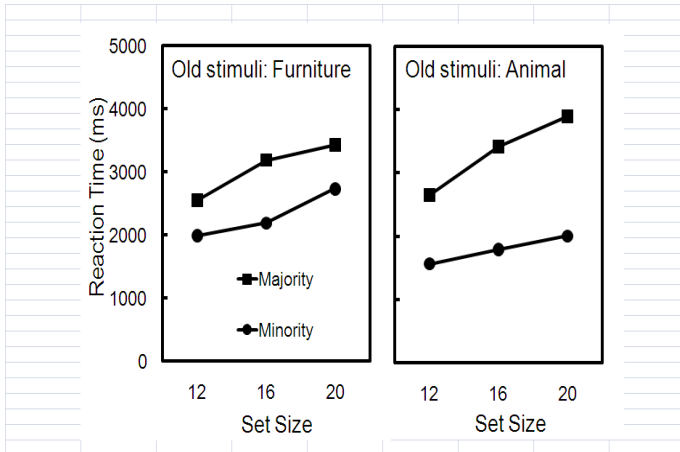 5000
4000
3000
2000
1000
0
Reaction Time (ms)
Old stimuli: Furniture
Majority
Minority
12 16 20
Set Size
Old stimuli: Animal
12 16 20
Set Size